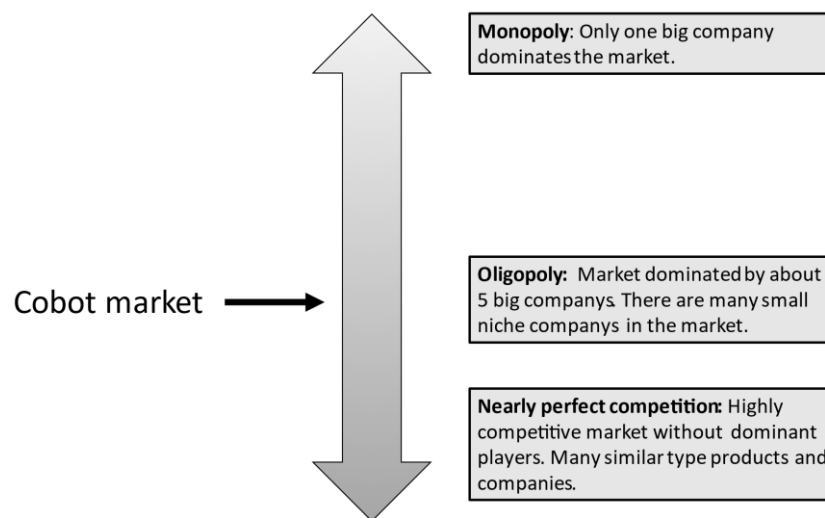 Monopoly: Only one big company
dominates the market.
Cobot market
Oligopoly: Market dominated by about
5 big companys. There are many small
niche companys in the market.
Nearly perfect competition: Highly
competitive market without dominant
players. Many similar type products and
companies.